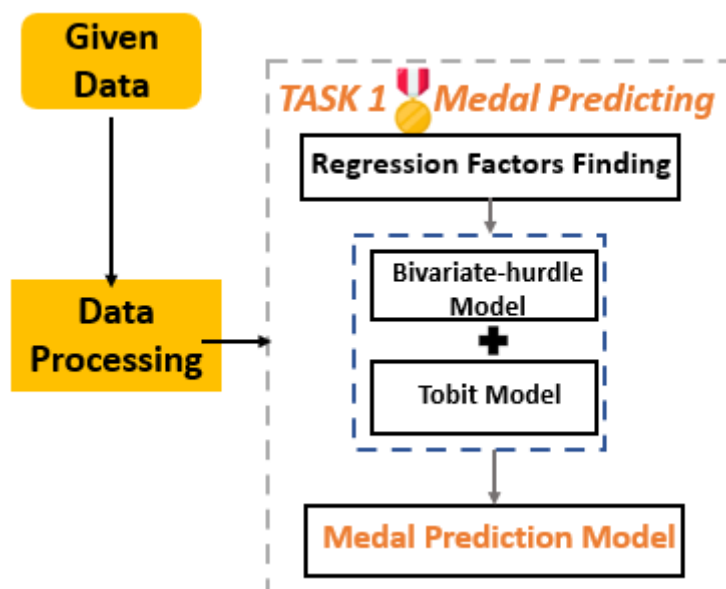 Given
Data
TASK 1 Medal Predicting
Regression Factors Finding
Bivariate-hurdle
Model
Data
Processing
Tobit Model
Medal Prediction Model